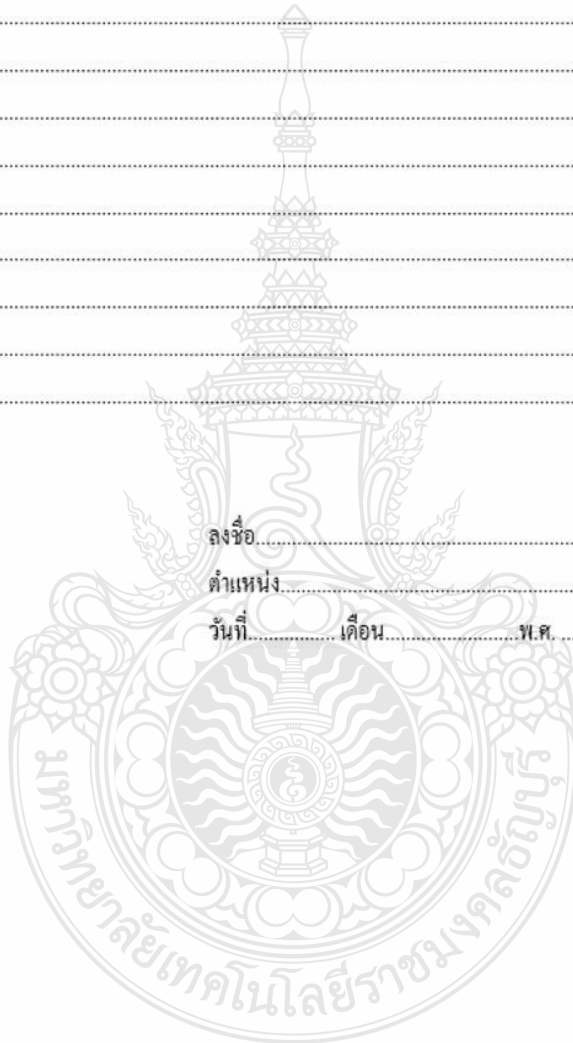 ลงชื่อ....................................................................
ตำแหน่ง....................................................................
วันที่................ เดือน.........................พ.ศ. ...
มหาวิทยาลัยเทคโนโลยีราชมงคลธัญบุรี